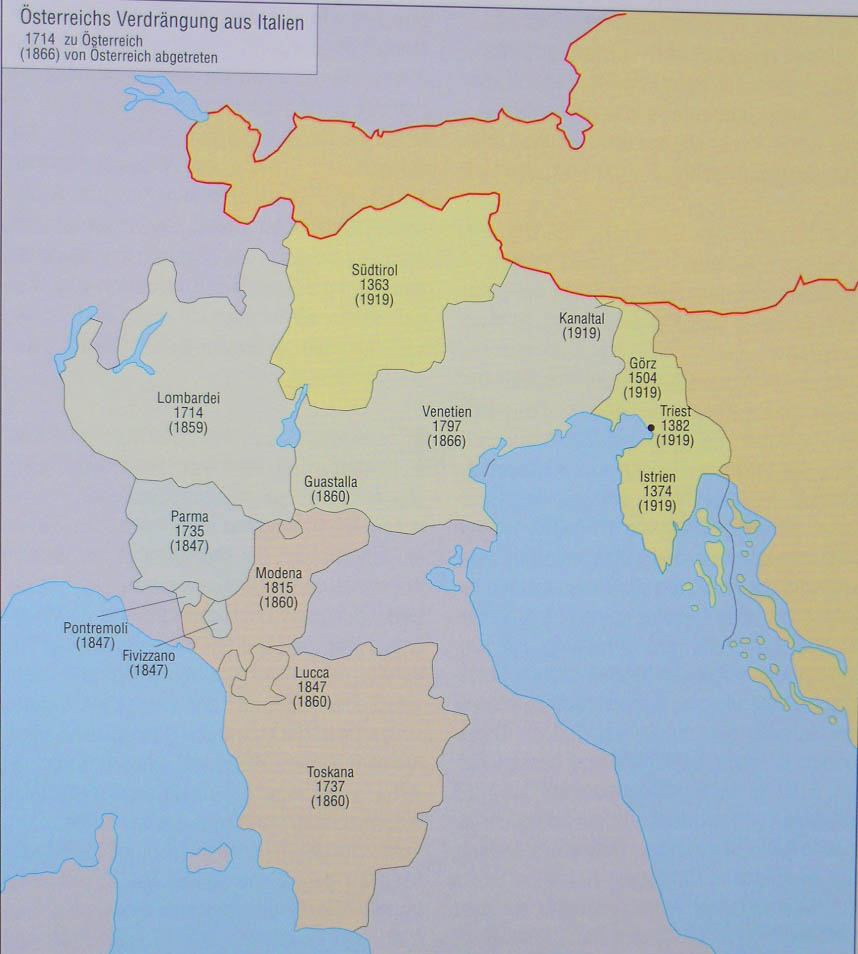 Österreichs Verdrängung aus Italien
1714 zu Österreich
(1866) von Österreich abgetreten
Südtirol
1363
(1919)
Kanaltal
(1919)
Görz
1504
(1919)
Lombardei
1714
(1859)
Venetien
1797
(1866)
Triest
1382
(1919)
Istrien
1374
(1919)
Guastalla
(1860)
Parma
1735
(1847)
Modena
1815
(1860)
Pontremoli
(1847)
Fivizzano
(1847)
Lucca
1847
(1860)
Toskana
1737
(1860)